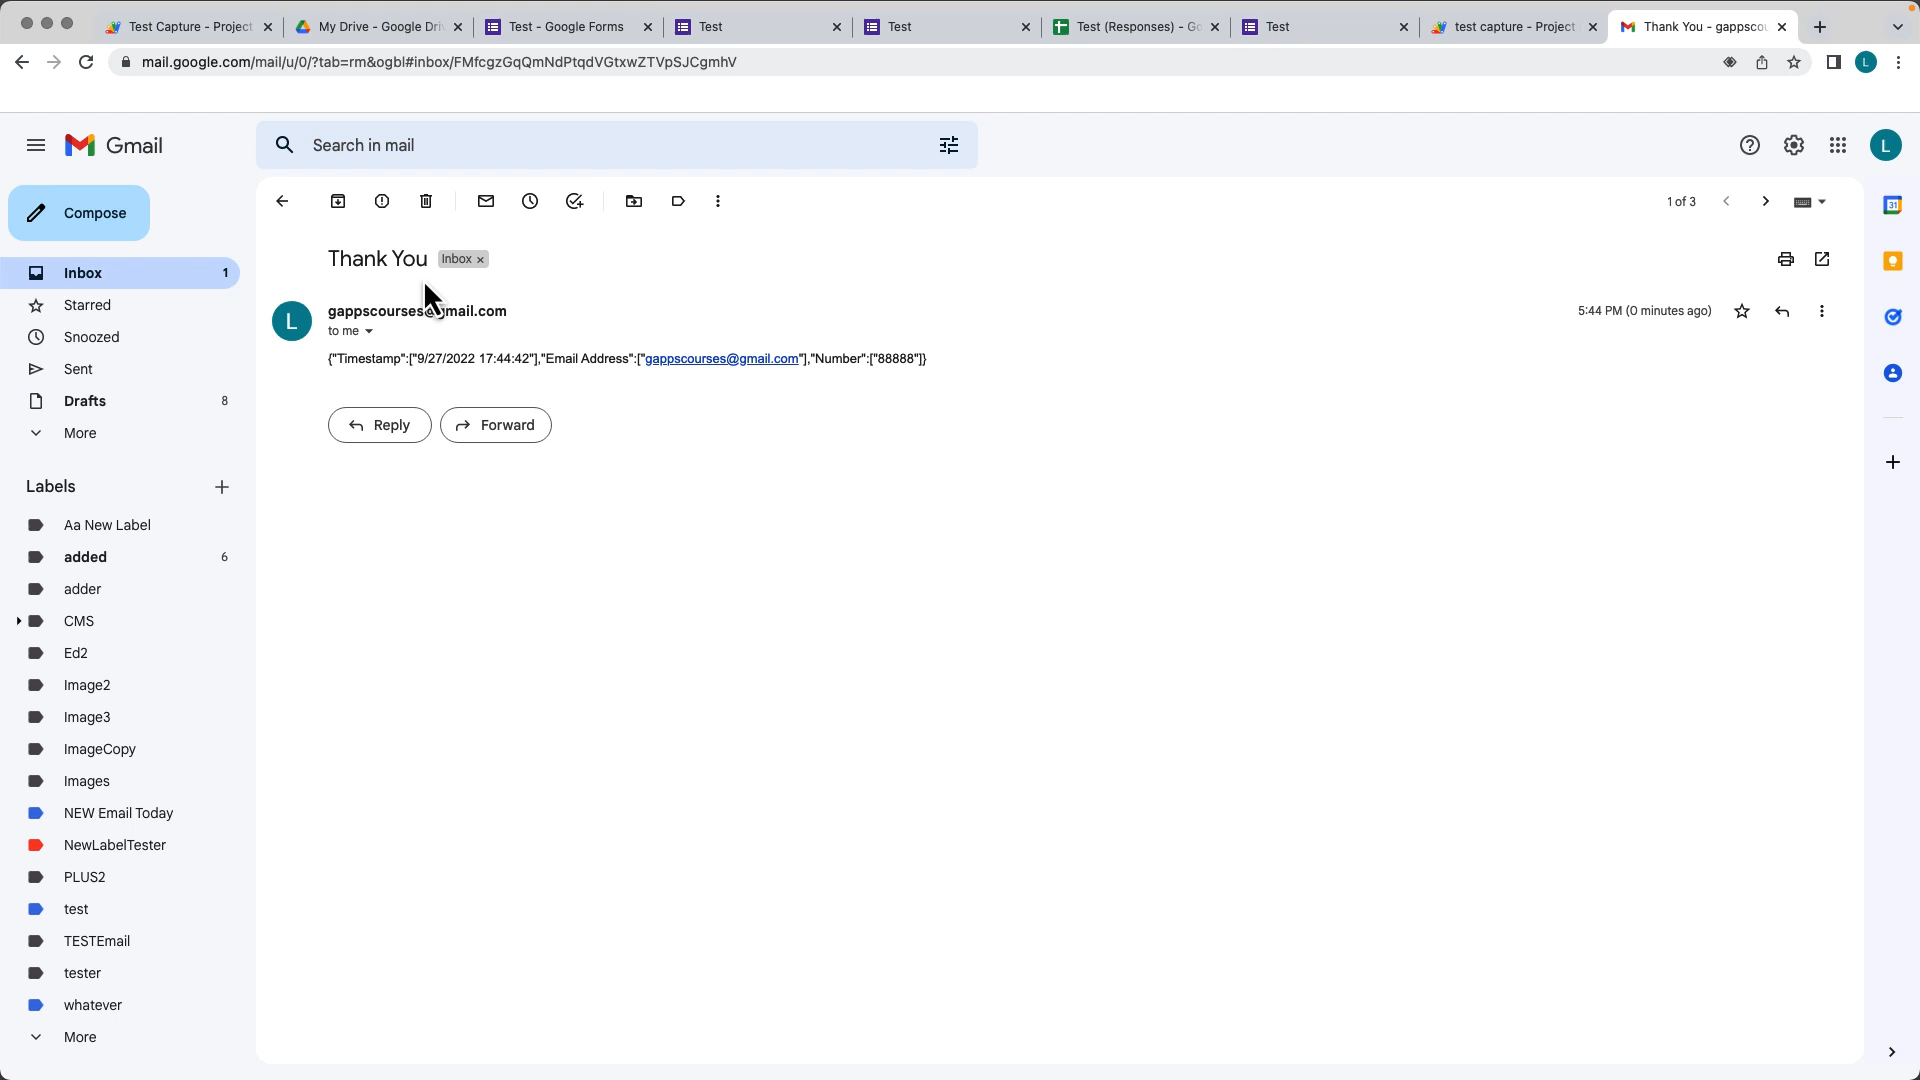 Test Capture - Project
My Drive - Google Dri
Test - Google Forms
Test
Test
Test (Responses) - Go
Test
test capture - Project
Thank You - gappscou
mail.google.com/mail/u/0/?tab=rm&ogbl#inbox/FMfcgzGqQmNdPtqdVGtxwZTVpSJCgmhV
L
Gmail
Search in mail
L
Compose
1 of 3
31
Thank You
Inbox ×
Inbox 1
Starred
Snoozed
Sent
Drafts 8
More
L
gappscourses@gmail.com
5:44 PM (0 minutes ago)
to me
{"Timestamp":["9/27/2022 17:44:42"],"Email Address":["gappscourses@gmail.com"],"Number":["88888"]}
Reply
Forward
Labels
Aa New Label
added 6
adder
CMS
Ed2
Image2
Image3
ImageCopy
Images
NEW Email Today
NewLabelTester
PLUS2
test
TESTEmail
tester
whatever
More